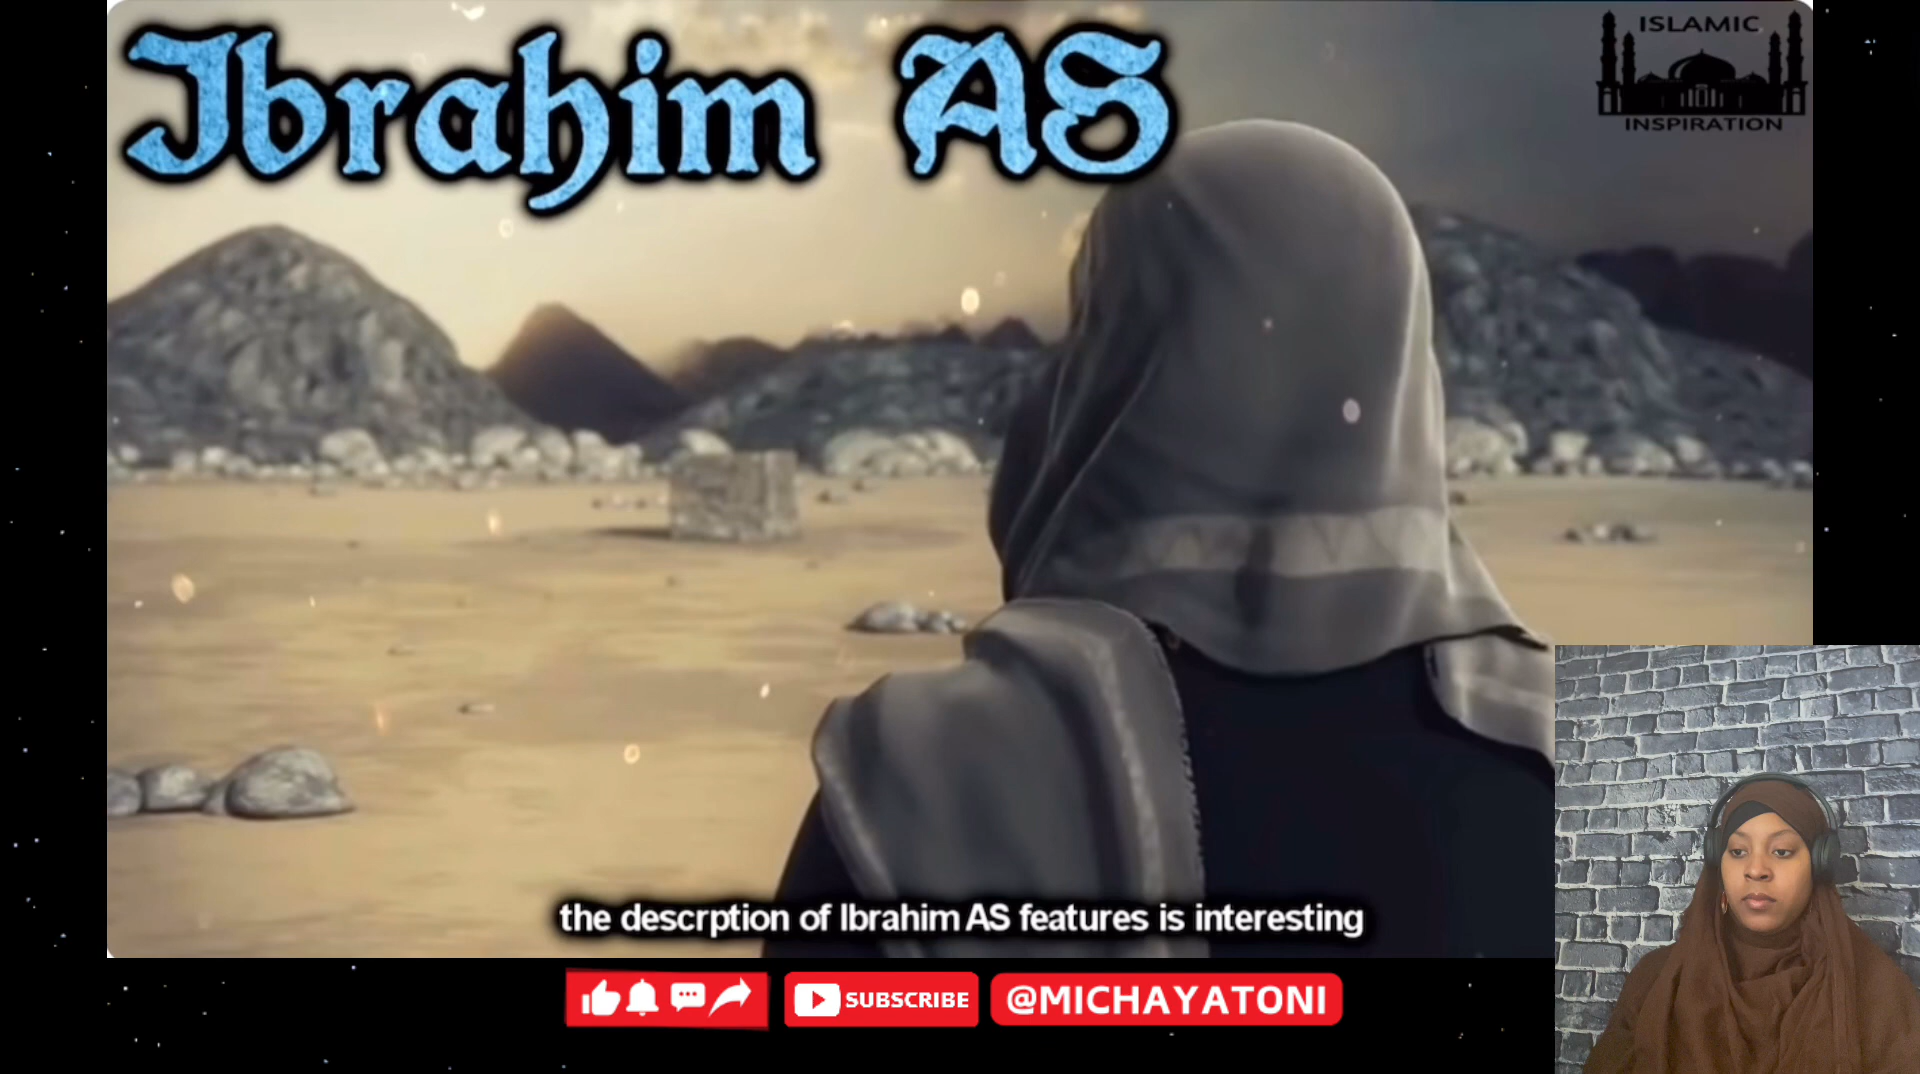 Ibrahim AS
ISLAMIC
INSPIRATION
the descrption of Ibrahim AS features is interesting
SUBSCRIBE
@MICHAYATONI